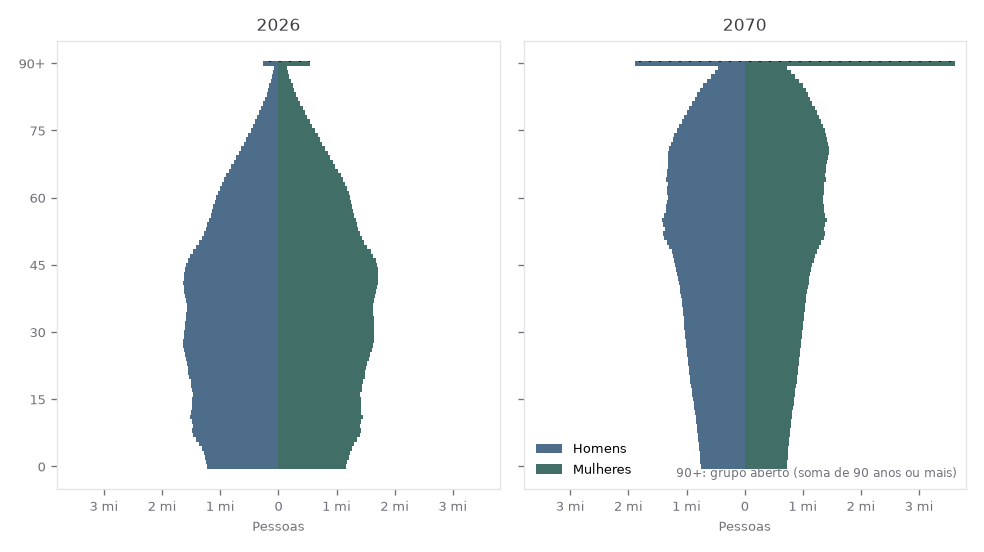 2026
2070
90+
75
60
45
30
15
0
3 mi 2 mi 1 mi 0 1 mi 2 mi 3 mi
Pessoas
Homens
Mulheres
90+: grupo aberto (soma de 90 anos ou mais)
3 mi 2 mi 1 mi 0 1 mi 2 mi 3 mi
Pessoas